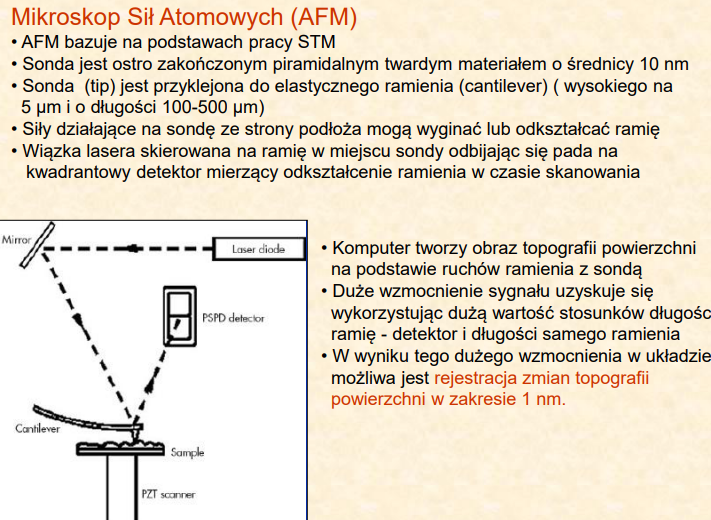 Mikroskop Sił Atomowych (AFM)
• AFM bazuje na podstawach pracy STM
• Sonda jest ostro zakończonym piramidalnym twardym materiałem o średnicy 10 nm
• Sonda (tip) jest przyklejona do elastycznego ramienia (cantilever) ( wysokiego na
5 µm i o długości 100-500 µm)
• Siły działające na sondę ze strony podłoża mogą wyginać lub odkształcać ramię
• Wiązka lasera skierowana na ramię w miejscu sondy odbijając się pada na
kwadrantowy detektor mierzący odkształcenie ramienia w czasie skanowania
Mirror
Laser diode
PSPD detector
Cantilever
Sample
PZT scanner
• Komputer tworzy obraz topografii powierzchni
na podstawie ruchów ramienia z sondą
• Duże wzmocnienie sygnału uzyskuje się
wykorzystując dużą wartość stosunków długośc
ramię - detektor i długości samego ramienia
• W wyniku tego dużego wzmocnienia w układzie
możliwa jest rejestracja zmian topografii
powierzchni w zakresie 1 nm.